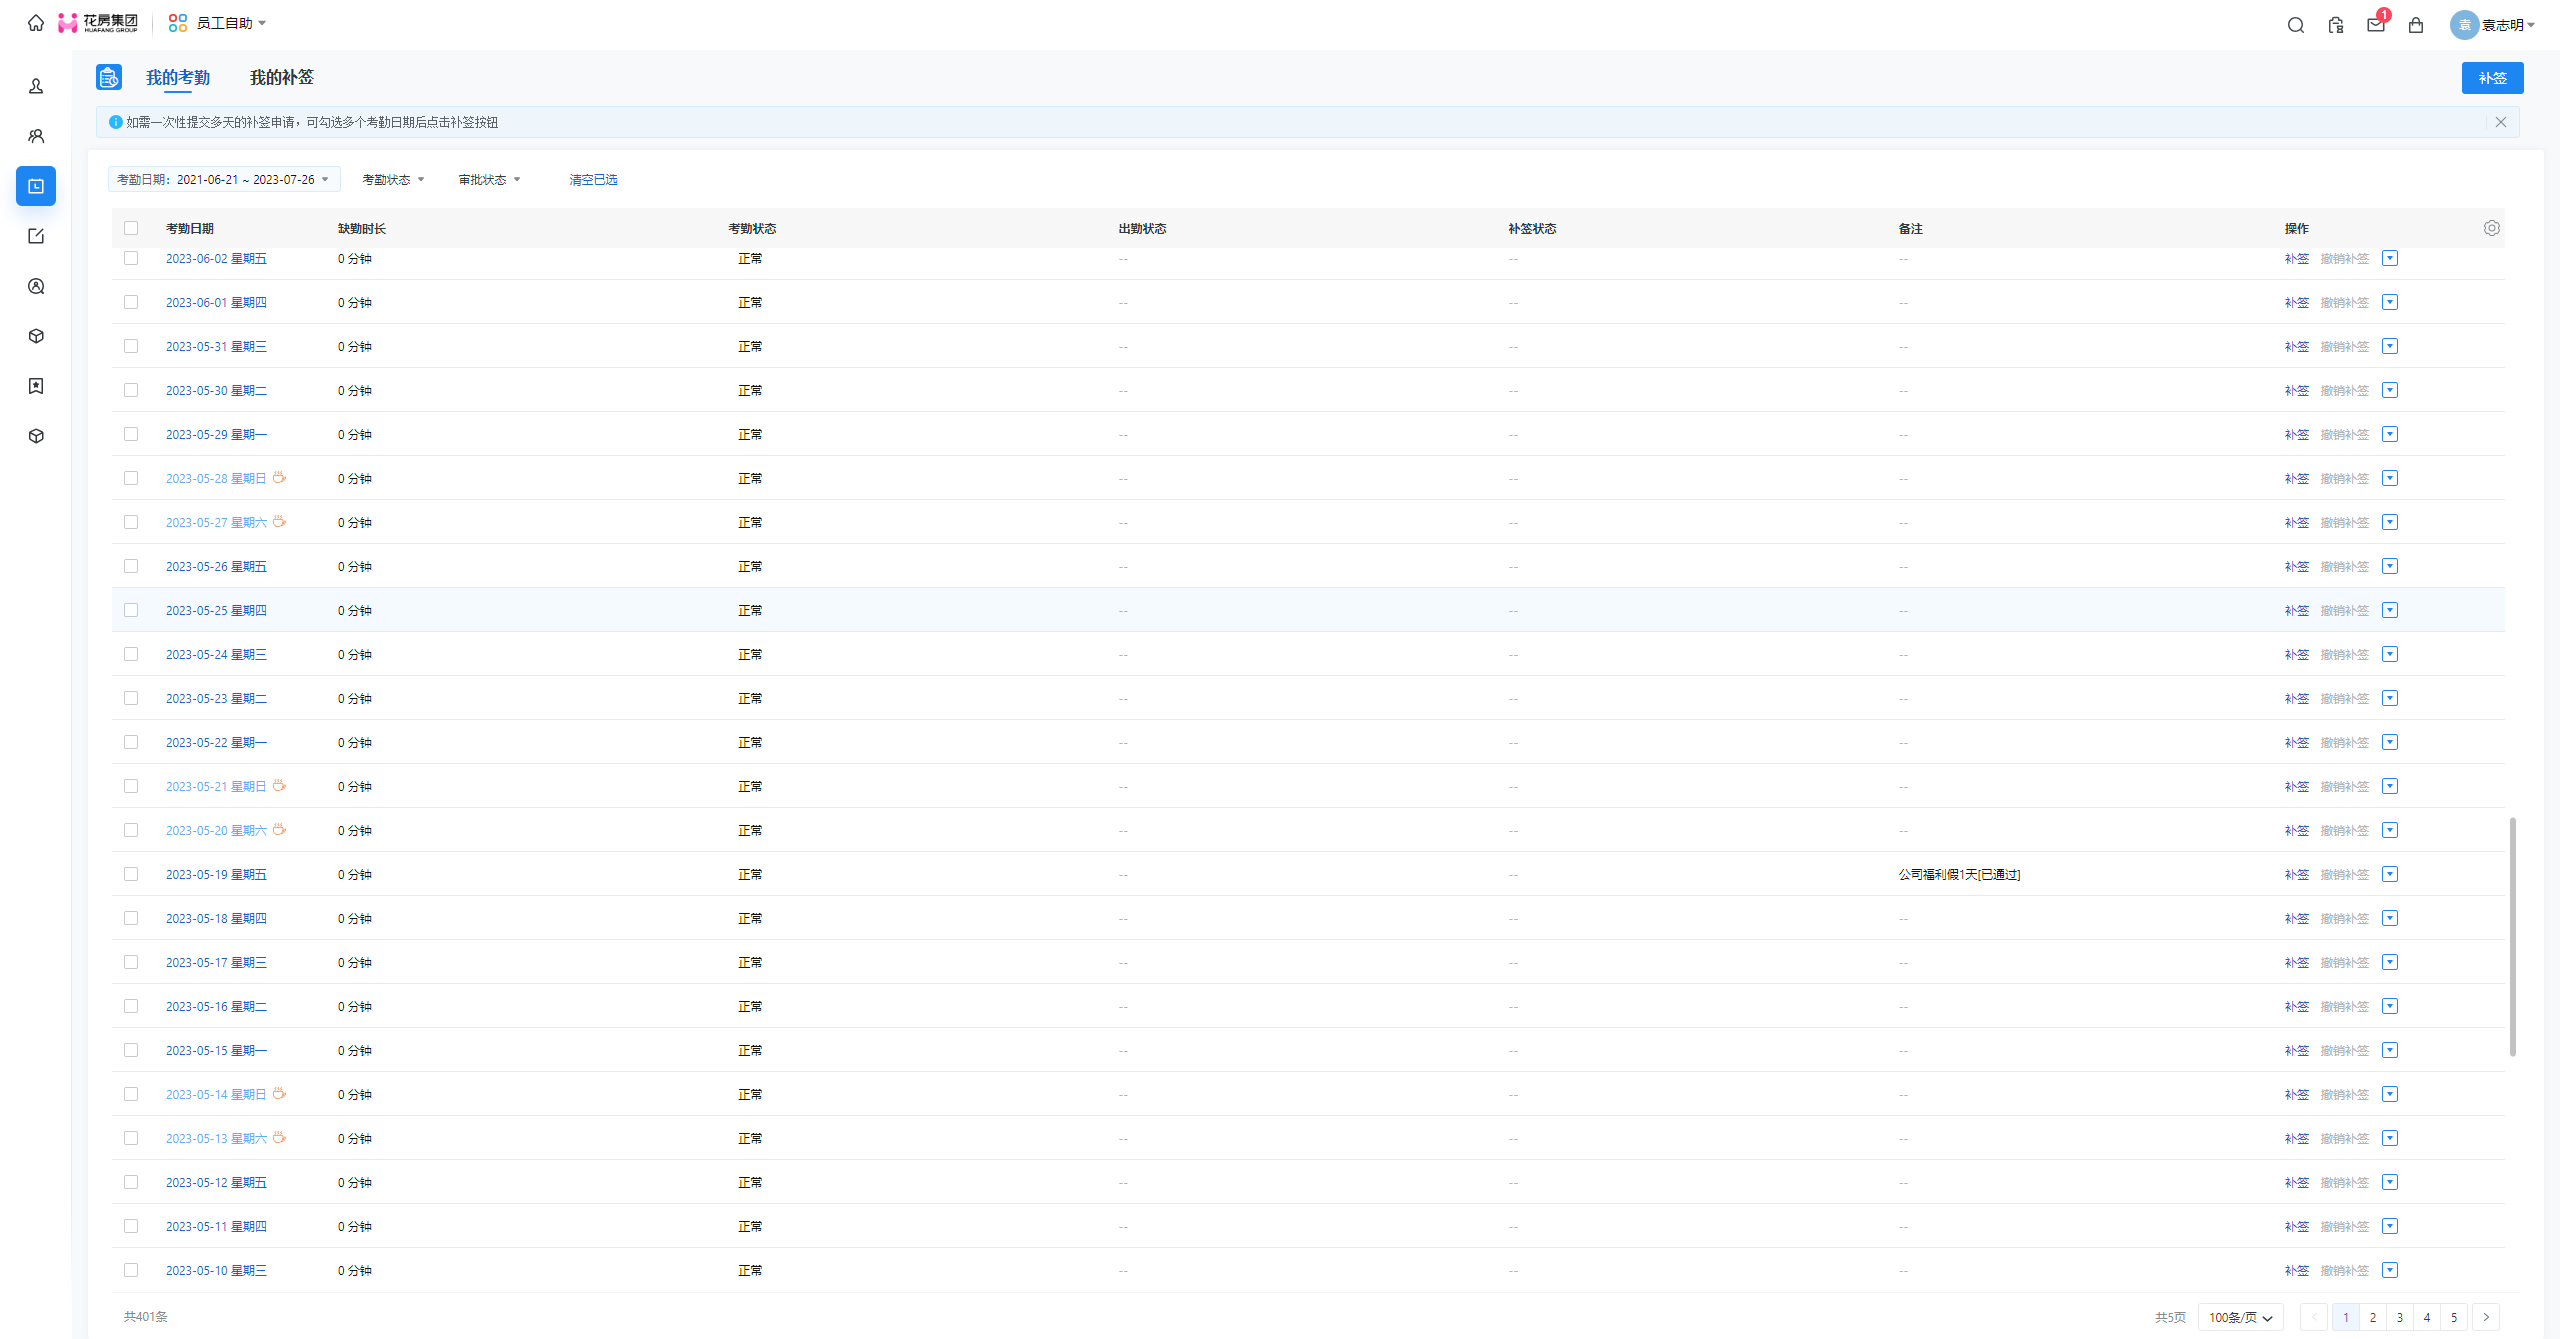 花房集团 HUAFANG GROUP 员工自助 1 袁 袁志明
我的考勤 我的补签 补签
如需一次性提交多天的补签申请，可勾选多个考勤日期后点击补签按钮
考勤日期：2021-06-21 ~ 2023-07-26 考勤状态 审批状态 清空已选
考勤日期 缺勤时长 考勤状态 出勤状态 补签状态 备注 操作
2023-06-02 星期五 0 分钟 正常 -- -- -- 补签 撤销补签
2023-06-01 星期四 0 分钟 正常 -- -- -- 补签 撤销补签
2023-05-31 星期三 0 分钟 正常 -- -- -- 补签 撤销补签
2023-05-30 星期二 0 分钟 正常 -- -- -- 补签 撤销补签
2023-05-29 星期一 0 分钟 正常 -- -- -- 补签 撤销补签
2023-05-28 星期日 0 分钟 正常 -- -- -- 补签 撤销补签
2023-05-27 星期六 0 分钟 正常 -- -- -- 补签 撤销补签
2023-05-26 星期五 0 分钟 正常 -- -- -- 补签 撤销补签
2023-05-25 星期四 0 分钟 正常 -- -- -- 补签 撤销补签
2023-05-24 星期三 0 分钟 正常 -- -- -- 补签 撤销补签
2023-05-23 星期二 0 分钟 正常 -- -- -- 补签 撤销补签
2023-05-22 星期一 0 分钟 正常 -- -- -- 补签 撤销补签
2023-05-21 星期日 0 分钟 正常 -- -- -- 补签 撤销补签
2023-05-20 星期六 0 分钟 正常 -- -- -- 补签 撤销补签
2023-05-19 星期五 0 分钟 正常 -- -- 公司福利假1天[已通过] 补签 撤销补签
2023-05-18 星期四 0 分钟 正常 -- -- -- 补签 撤销补签
2023-05-17 星期三 0 分钟 正常 -- -- -- 补签 撤销补签
2023-05-16 星期二 0 分钟 正常 -- -- -- 补签 撤销补签
2023-05-15 星期一 0 分钟 正常 -- -- -- 补签 撤销补签
2023-05-14 星期日 0 分钟 正常 -- -- -- 补签 撤销补签
2023-05-13 星期六 0 分钟 正常 -- -- -- 补签 撤销补签
2023-05-12 星期五 0 分钟 正常 -- -- -- 补签 撤销补签
2023-05-11 星期四 0 分钟 正常 -- -- -- 补签 撤销补签
2023-05-10 星期三 0 分钟 正常 -- -- -- 补签 撤销补签
共401条 共5页 100条/页 1 2 3 4 5